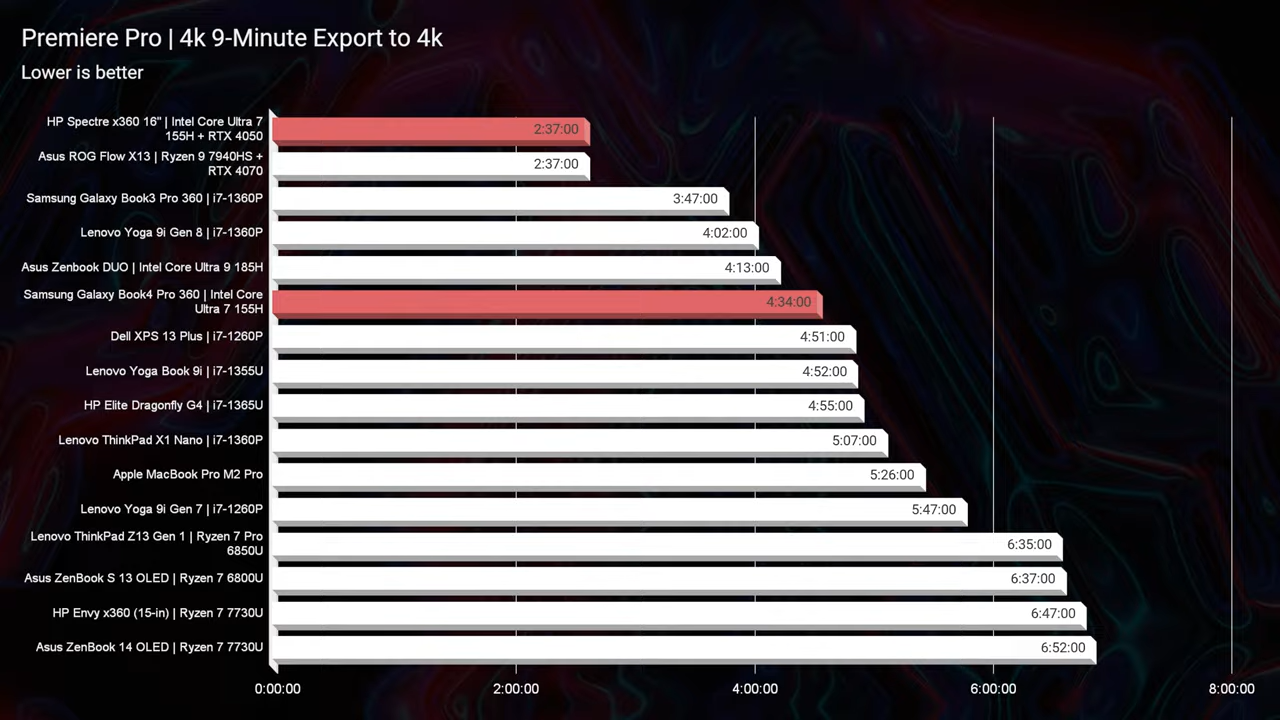 Premiere Pro | 4k 9-Minute Export to 4k
Lower is better
HP Spectre x360 16" | Intel Core Ultra 7
155H + RTX 4050
2:37:00
Asus ROG Flow X13 | Ryzen 9 7940HS +
RTX 4070
2:37:00
Samsung Galaxy Book3 Pro 360 | i7-1360P
3:47:00
Lenovo Yoga 9i Gen 8 | i7-1360P
4:02:00
Asus Zenbook DUO | Intel Core Ultra 9 185H
4:13:00
Samsung Galaxy Book4 Pro 360 | Intel Core
Ultra 7 155H
4:34:00
Dell XPS 13 Plus | i7-1260P
4:51:00
Lenovo Yoga Book 9i | i7-1355U
4:52:00
HP Elite Dragonfly G4 | i7-1365U
4:55:00
Lenovo ThinkPad X1 Nano | i7-1360P
5:07:00
Apple MacBook Pro M2 Pro
5:26:00
Lenovo Yoga 9i Gen 7 | i7-1260P
5:47:00
Lenovo ThinkPad Z13 Gen 1 | Ryzen 7 Pro
6850U
6:35:00
Asus ZenBook S 13 OLED | Ryzen 7 6800U
6:37:00
HP Envy x360 (15-in) | Ryzen 7 7730U
6:47:00
Asus ZenBook 14 OLED | Ryzen 7 7730U
6:52:00
0:00:00
2:00:00
4:00:00
6:00:00
8:00:00